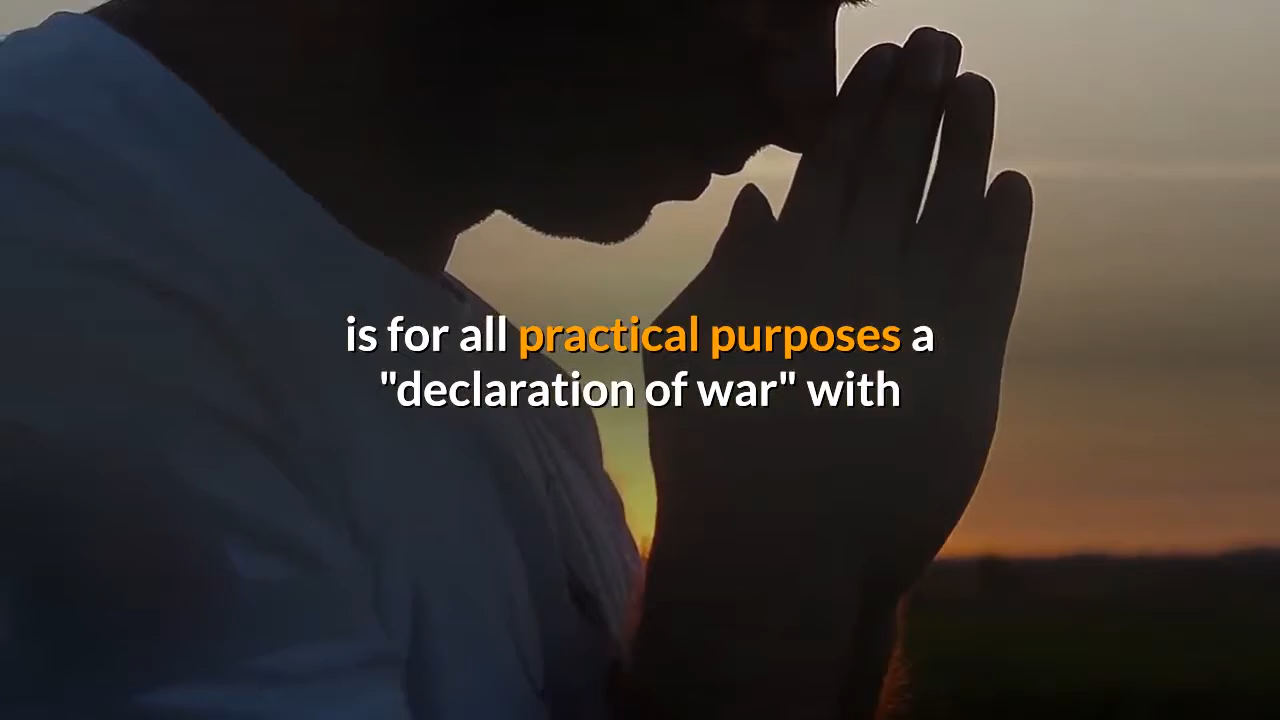 is for all practical purposes a
"declaration of war" with